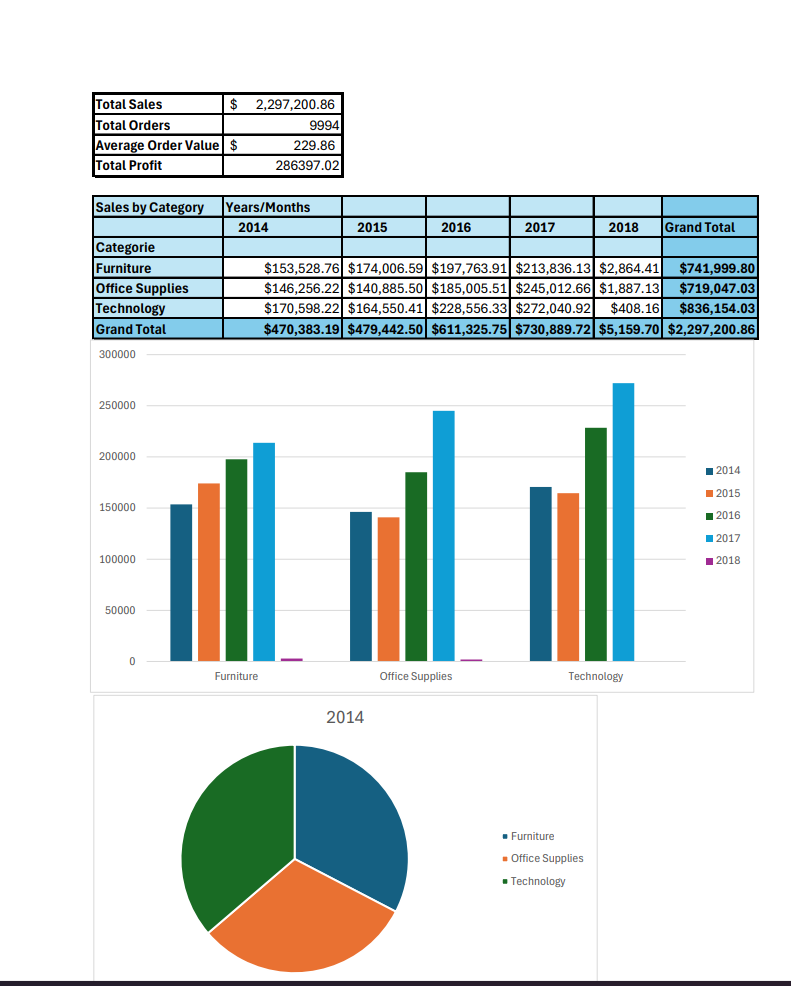 Total Sales $ 2,297,200.86
Total Orders 9994
Average Order Value $ 229.86
Total Profit 286397.02
Sales by Category Years/Months
2014 2015 2016 2017 2018 Grand Total
Categorie
Furniture $153,528.76 $174,006.59 $197,763.91 $213,836.13 $2,864.41 $741,999.80
Office Supplies $146,256.22 $140,885.50 $185,005.51 $245,012.66 $1,887.13 $719,047.03
Technology $170,598.22 $164,550.41 $228,556.33 $272,040.92 $408.16 $836,154.03
Grand Total $470,383.19 $479,442.50 $611,325.75 $730,889.72 $5,159.70 $2,297,200.86
300000
250000
200000
150000
100000
50000
0
Furniture Office Supplies Technology
2014
2015
2016
2017
2018
2014
Furniture
Office Supplies
Technology